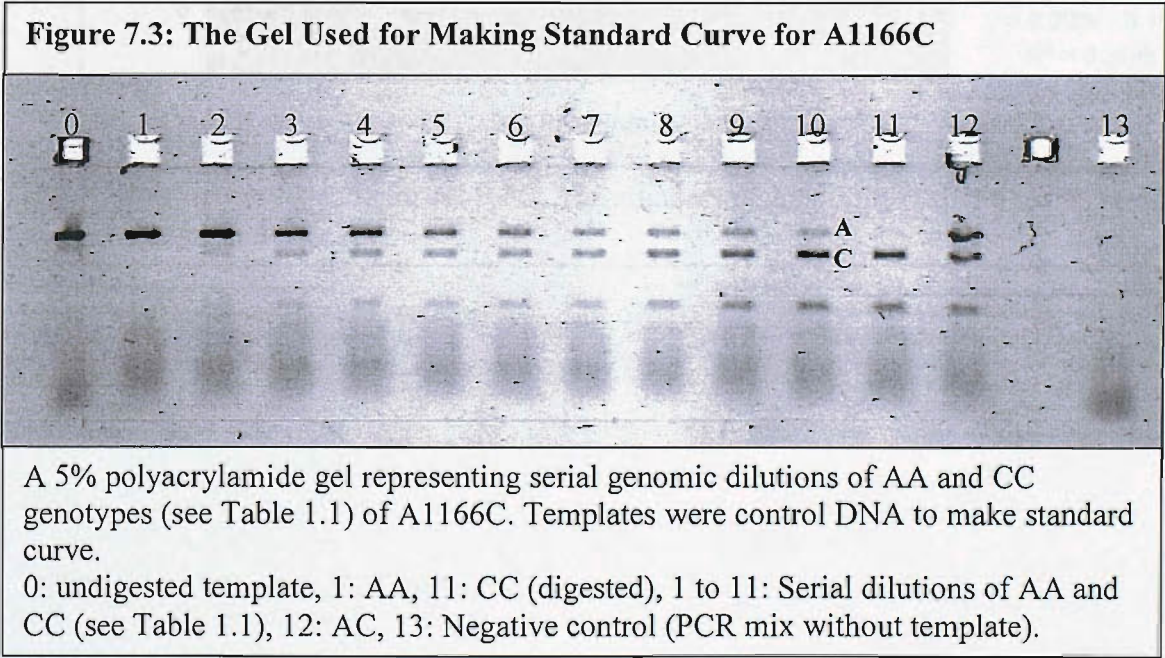 Figure 7.3: The Gel Used for Making Standard Curve for A1166C
0 1 2 3 4 5 6 7 8 9 10 11 12 13
A
C
A 5% polyacrylamide gel representing serial genomic dilutions of AA and CC
genotypes (see Table 1.1) of A1166C. Templates were control DNA to make standard
curve.
0: undigested template, 1: AA, 11: CC (digested), 1 to 11: Serial dilutions of AA and
CC (see Table 1.1), 12: AC, 13: Negative control (PCR mix without template).